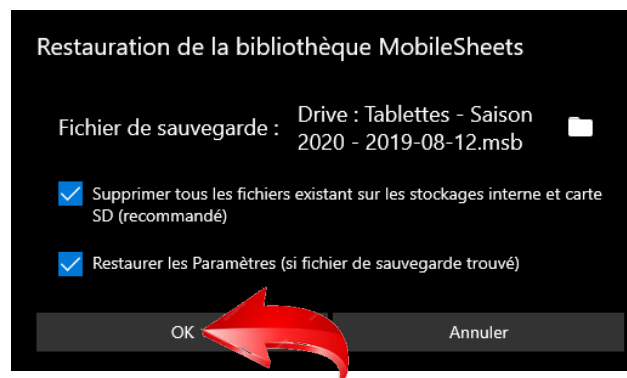 Restauration de la bibliothèque MobileSheets
Fichier de sauvegarde : Drive : Tablettes - Saison
2020 - 2019-08-12.msb
Supprimer tous les fichiers existant sur les stockages interne et carte
SD (recommandé)
Restaurer les Paramètres (si fichier de sauvegarde trouvé)
OK Annuler